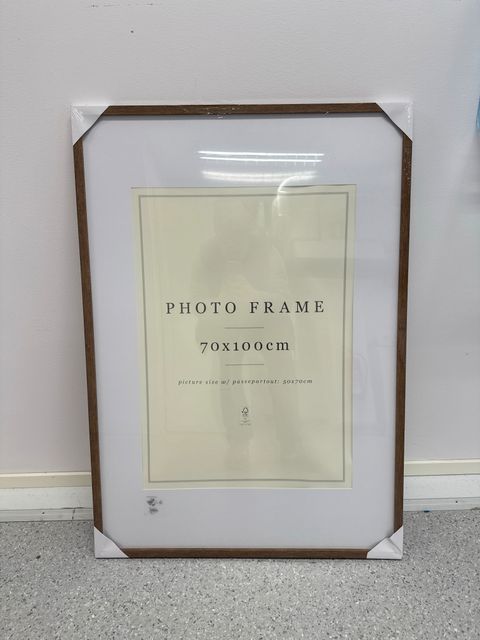 PHOTO FRAME
70x100cm
picture size w/ passepartout: 50x70cm